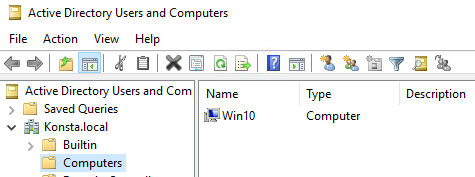 Active Directory Users and Computers
File Action View Help
Active Directory Users and Com
Saved Queries
Konsta.local
Builtin
Computers
Name Type Description
Win10 Computer